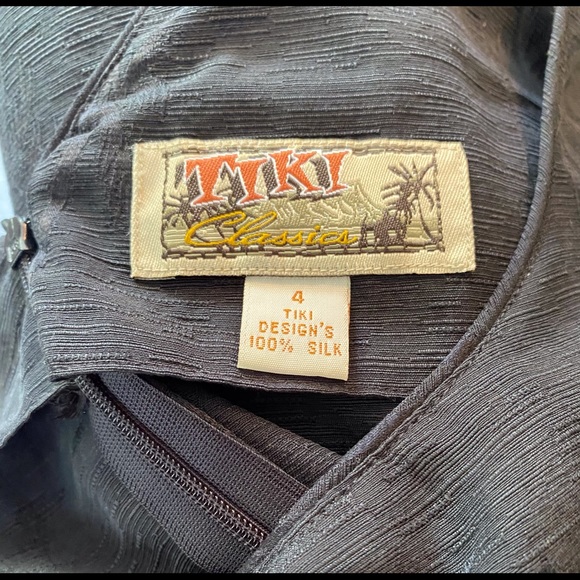 TIKI
Classics
4
TIKI
DESIGN'S
100% SILK